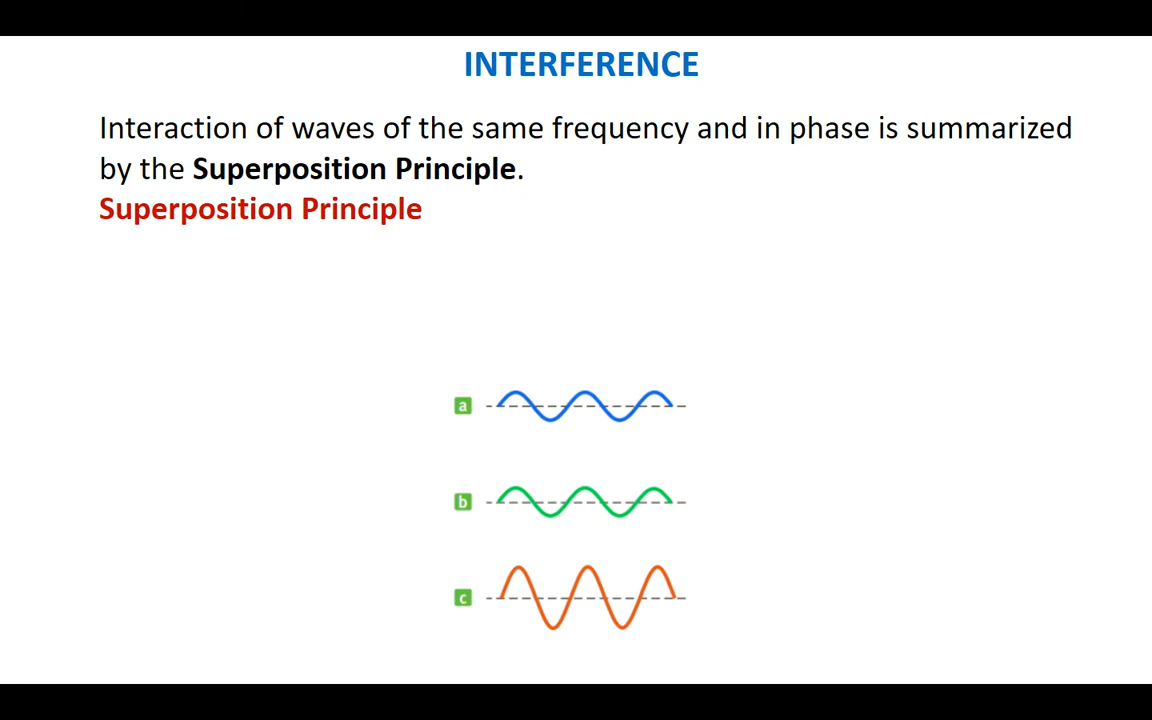 INTERFERENCE
Interaction of waves of the same frequency and in phase is summarized
by the Superposition Principle.
Superposition Principle
a
b
c